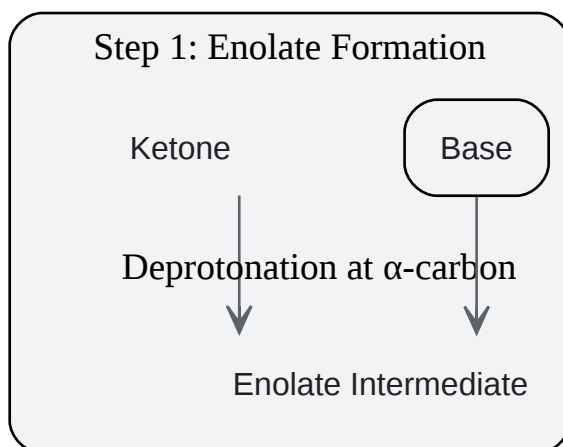 Step 1: Enolate Formation
Ketone Base
Deprotonation at α-carbon
Enolate Intermediate